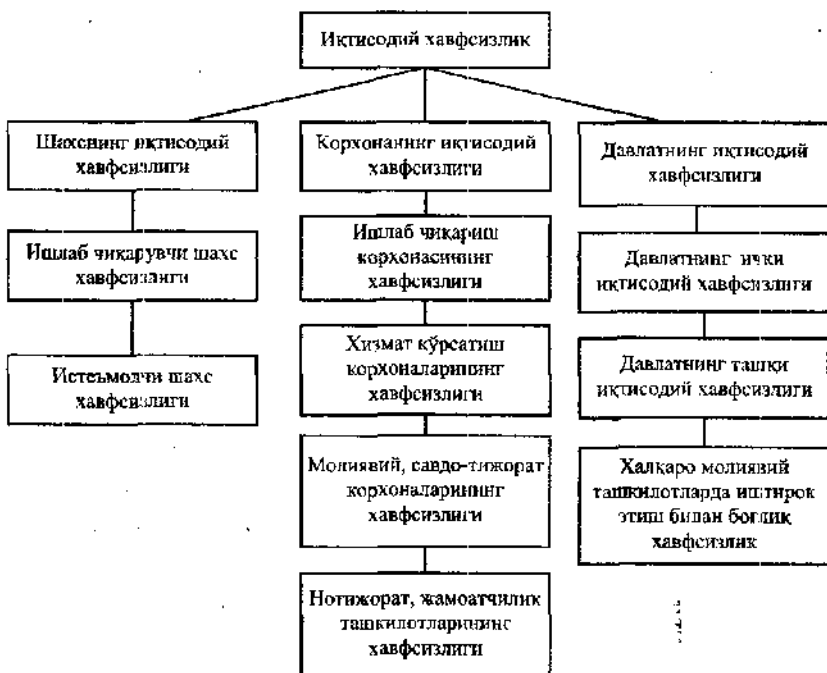 Иқтисодий хавфсизлик
Шахснинг иқтисодий
хавфсизлиги
Ишлаб чиқарувчи шахс
хавфсизлиги
Истеъмолчи шахс
хавфсизлиги
Корхонанинг иқтисодий
хавфсизлиги
Ишлаб чиқариш
корхонасининг
хавфсизлиги
Хизмат кўрсатиш
корхоналарининг
хавфсизлиги
Молиявий, савдо-тижорат
корхоналарининг
хавфсизлиги
Нотижорат, жамоатчилик
ташкилотларининг
хавфсизлиги
Давлатнинг иқтисодий
хавфсизлиги
Давлатнинг ички
иқтисодий хавфсизлиги
Давлатнинг ташқи
иқтисодий хавфсизлиги
Халқаро молиявий
ташкилотларда иштирок
этиш билан боғлиқ
хавфсизлик